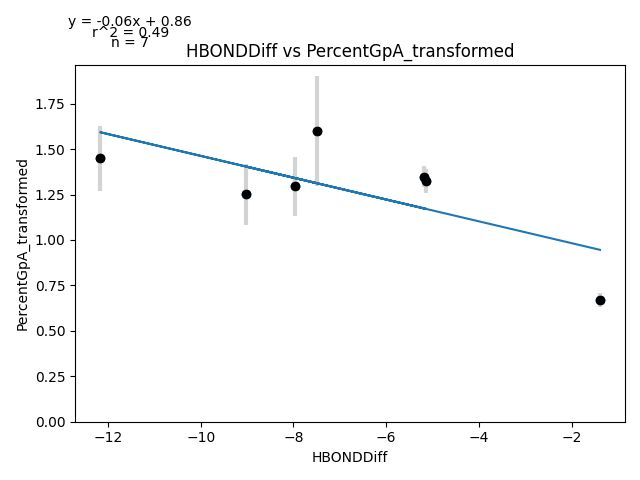 y = -0.06x + 0.86
r^2 = 0.49
n = 7
HBONDDiff vs PercentGpA_transformed
PercentGpA_transformed
1.75
1.50
1.25
1.00
0.75
0.50
0.25
0.00
−12
−10
−8
−6
−4
−2
HBONDDiff